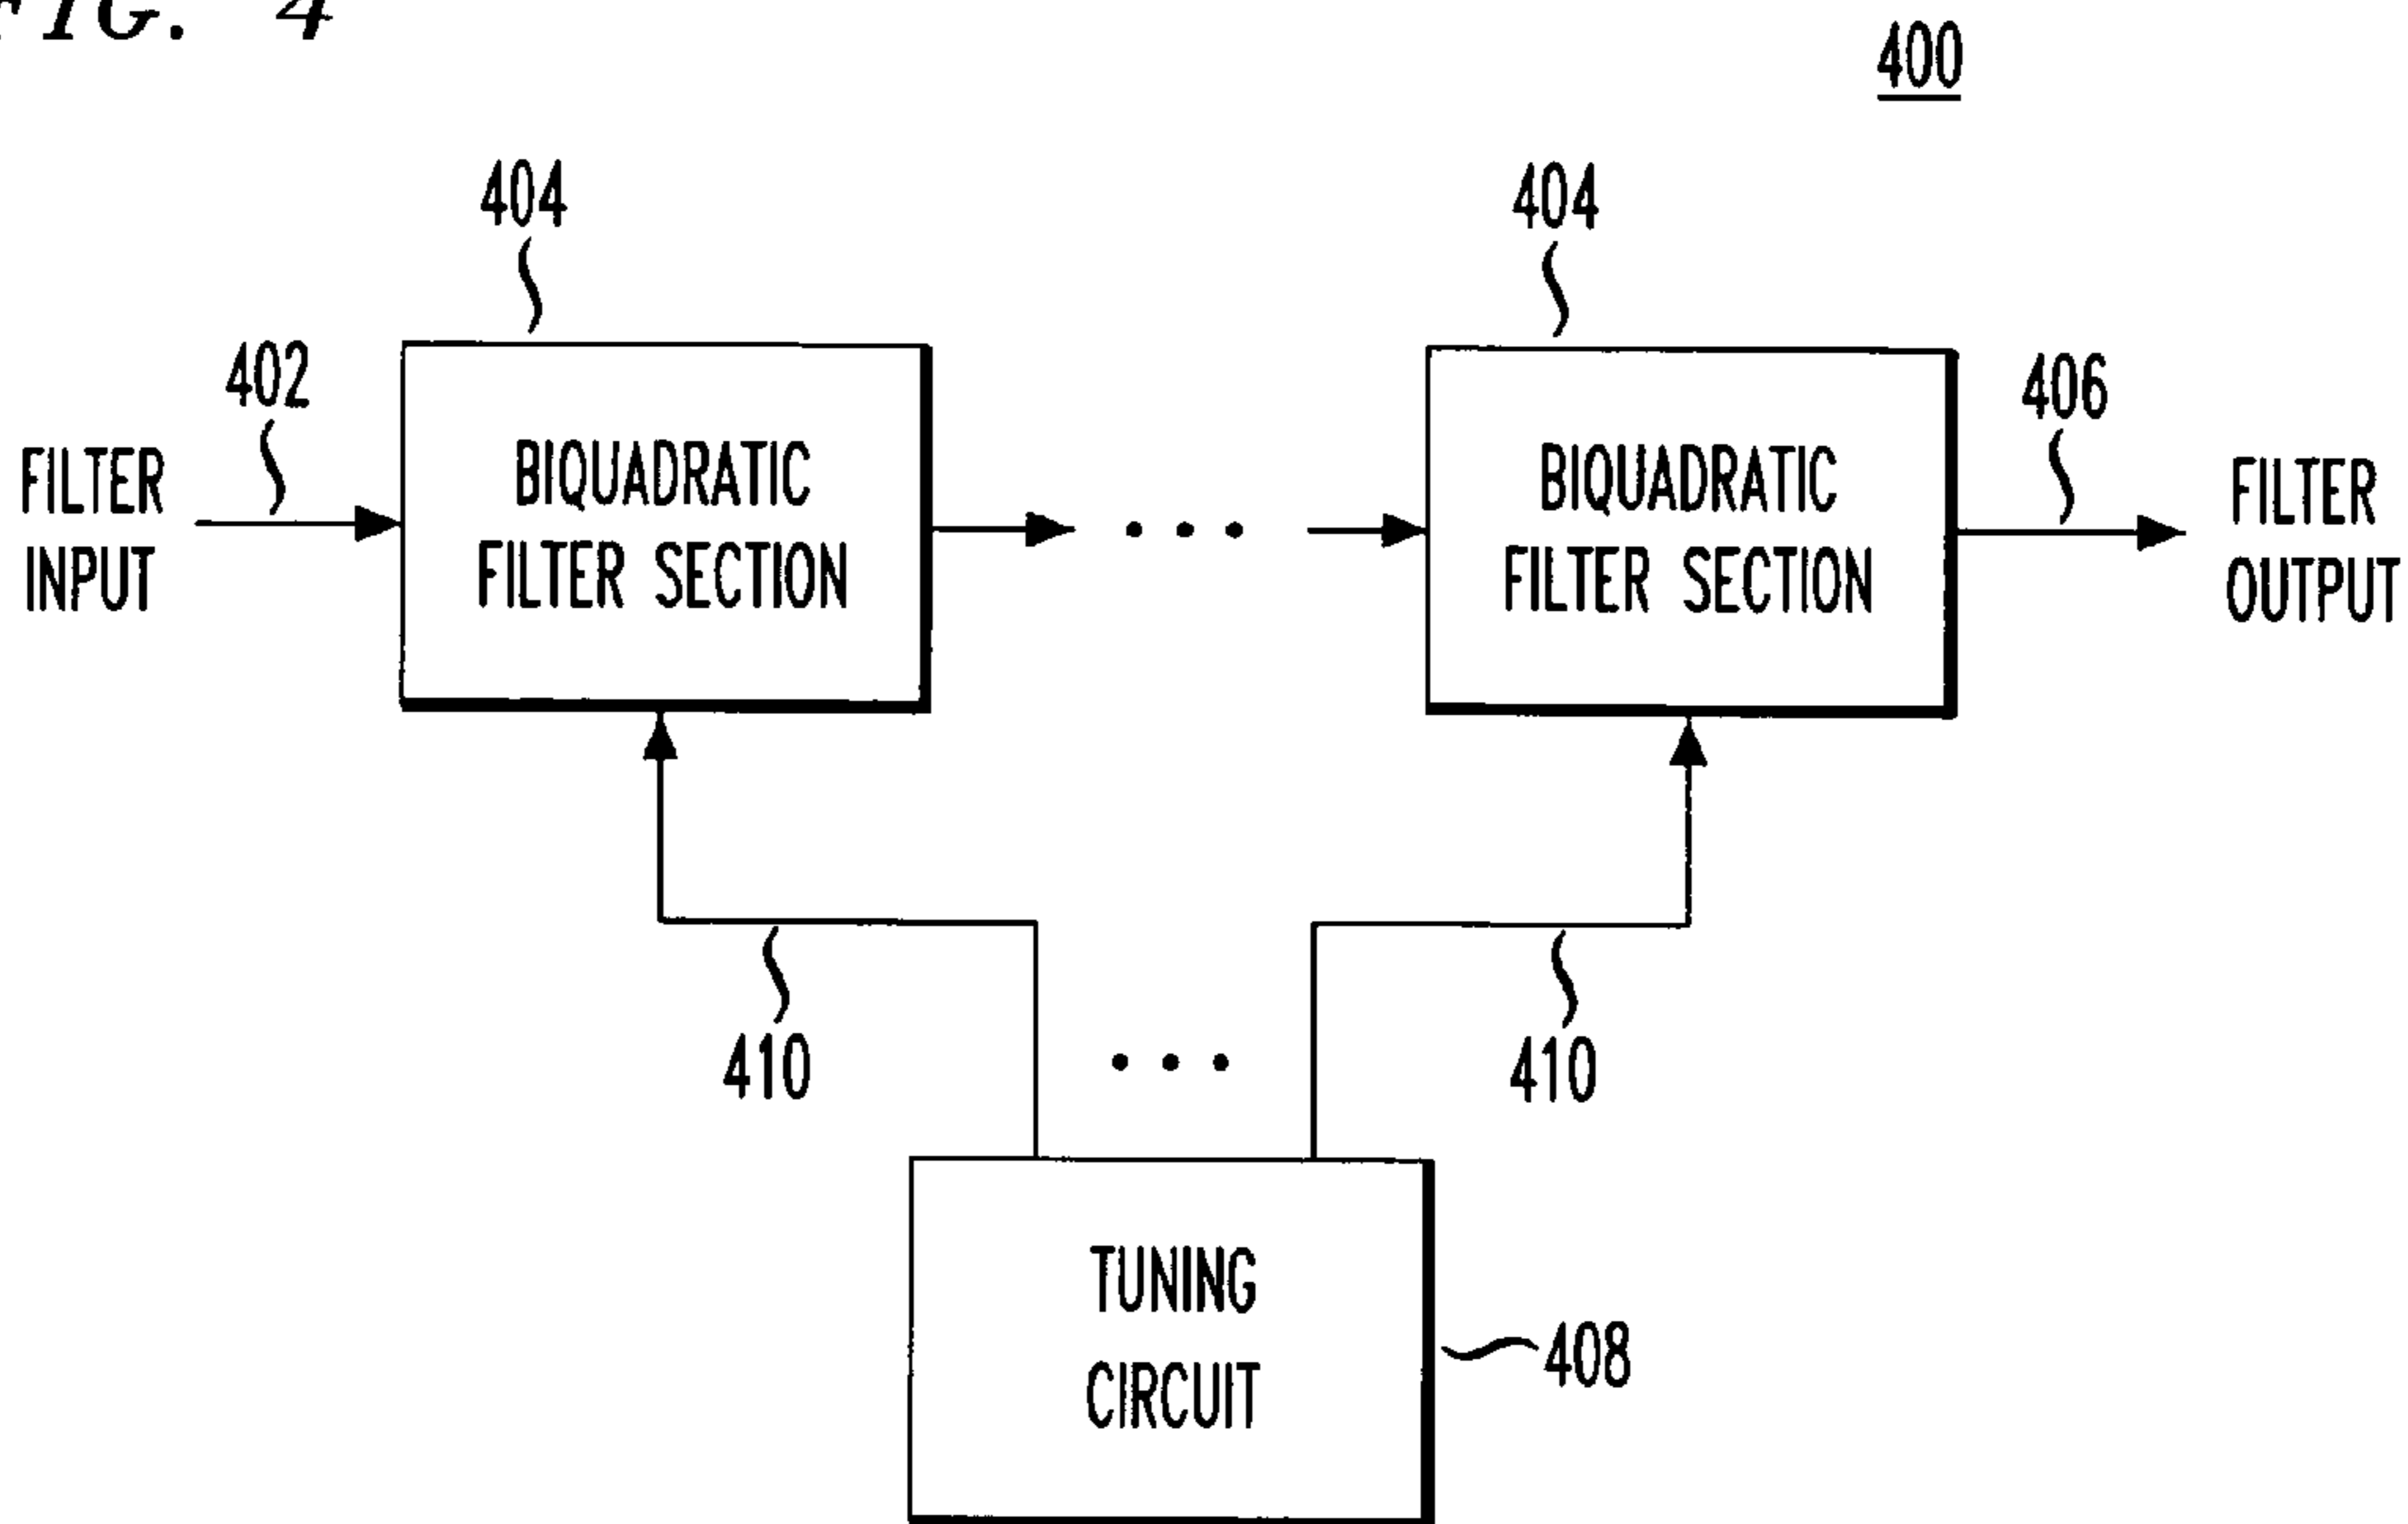 FIG. 4
400
404
404
402
406
FILTER
INPUT
BIQUADRATIC
FILTER SECTION
BIQUADRATIC
FILTER SECTION
FILTER
OUTPUT
410
410
TUNING
CIRCUIT
408